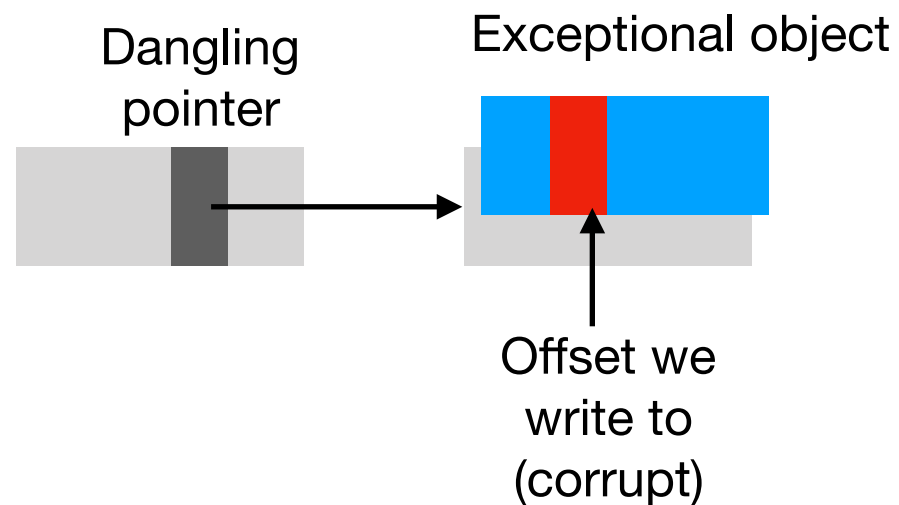 Dangling
pointer
Exceptional object
Offset we
write to
(corrupt)